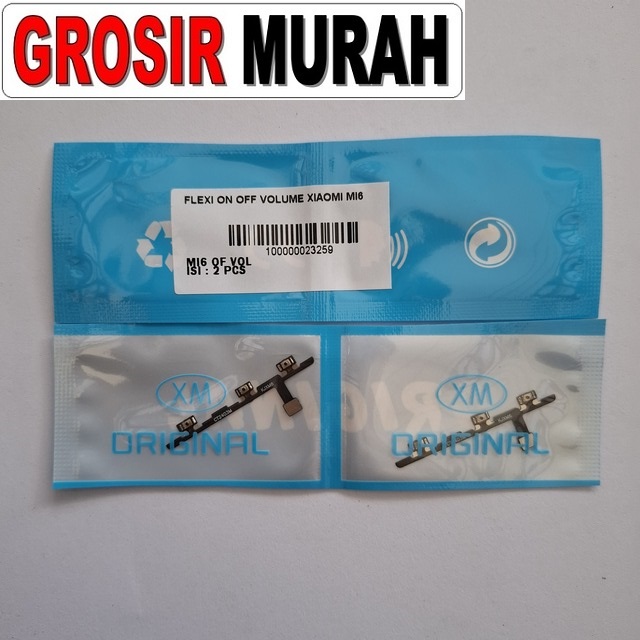 GROSIR MURAH
FLEXI ON OFF VOLUME XIAOMI MI6
100000023259
MI6 OF VOL
ISI : 2 PCS
XM
ORIGINAL
XM
ORIGINAL